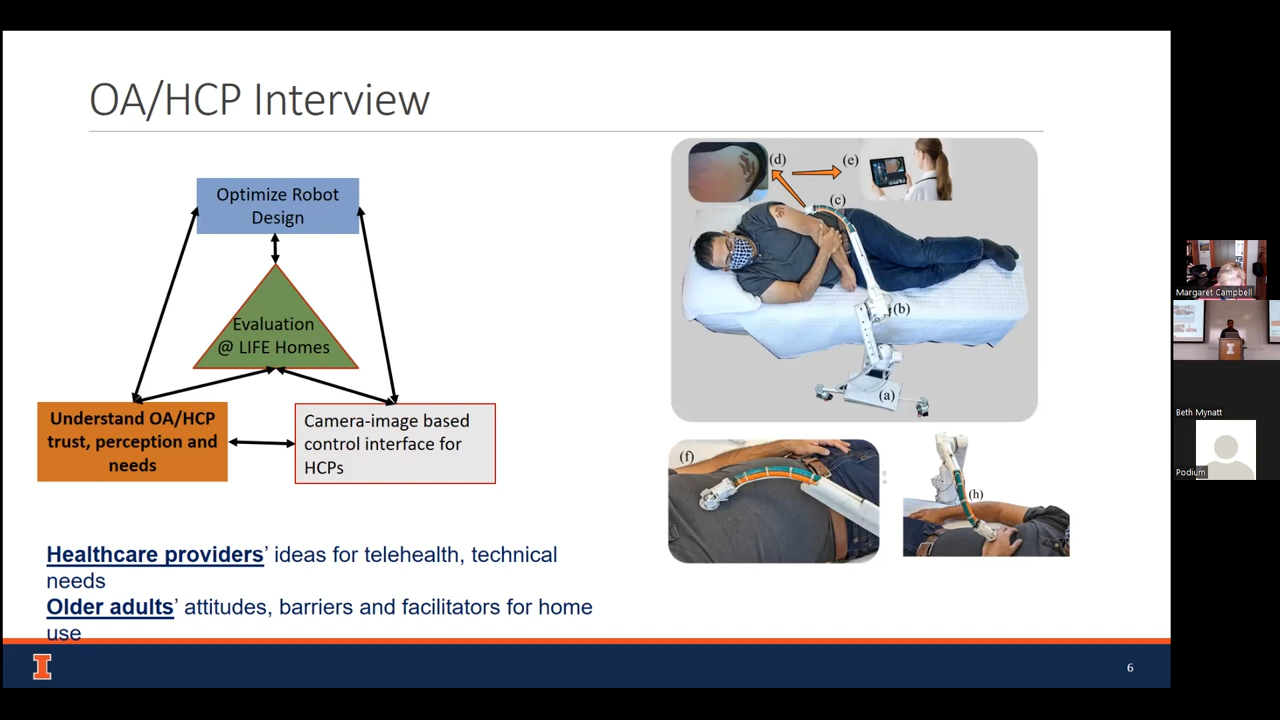 OA/HCP Interview
Optimize Robot
Design
Evaluation
@ LIFE Homes
Understand OA/HCP
trust, perception and
needs
Camera-image based
control interface for
HCPs
Healthcare providers’ ideas for telehealth, technical
needs
Older adults’ attitudes, barriers and facilitators for home
use
(d)
(e)
(c)
(b)
(a)
(f)
(h)
I
6
Margaret Campbell
I
Beth Mynatt
Podium